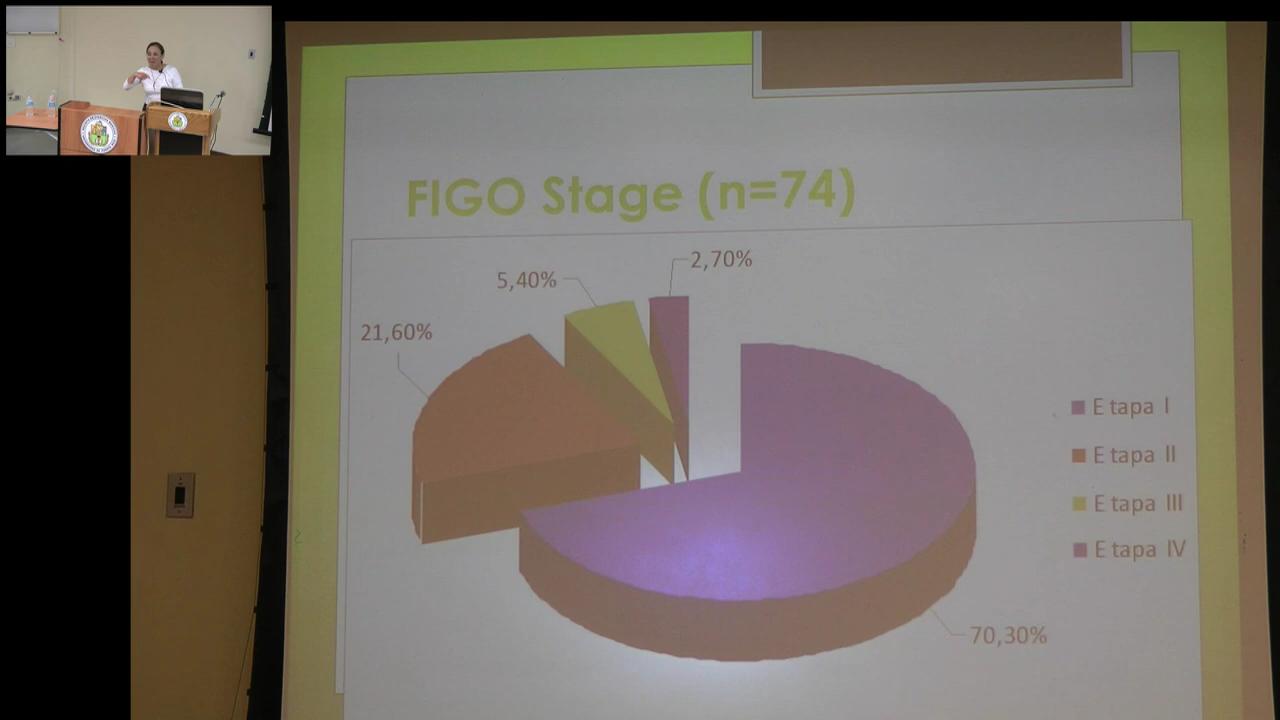 FIGO Stage (n=74)
2,70%
5,40%
21,60%
E tapa I
E tapa II
E tapa III
E tapa IV
70,30%